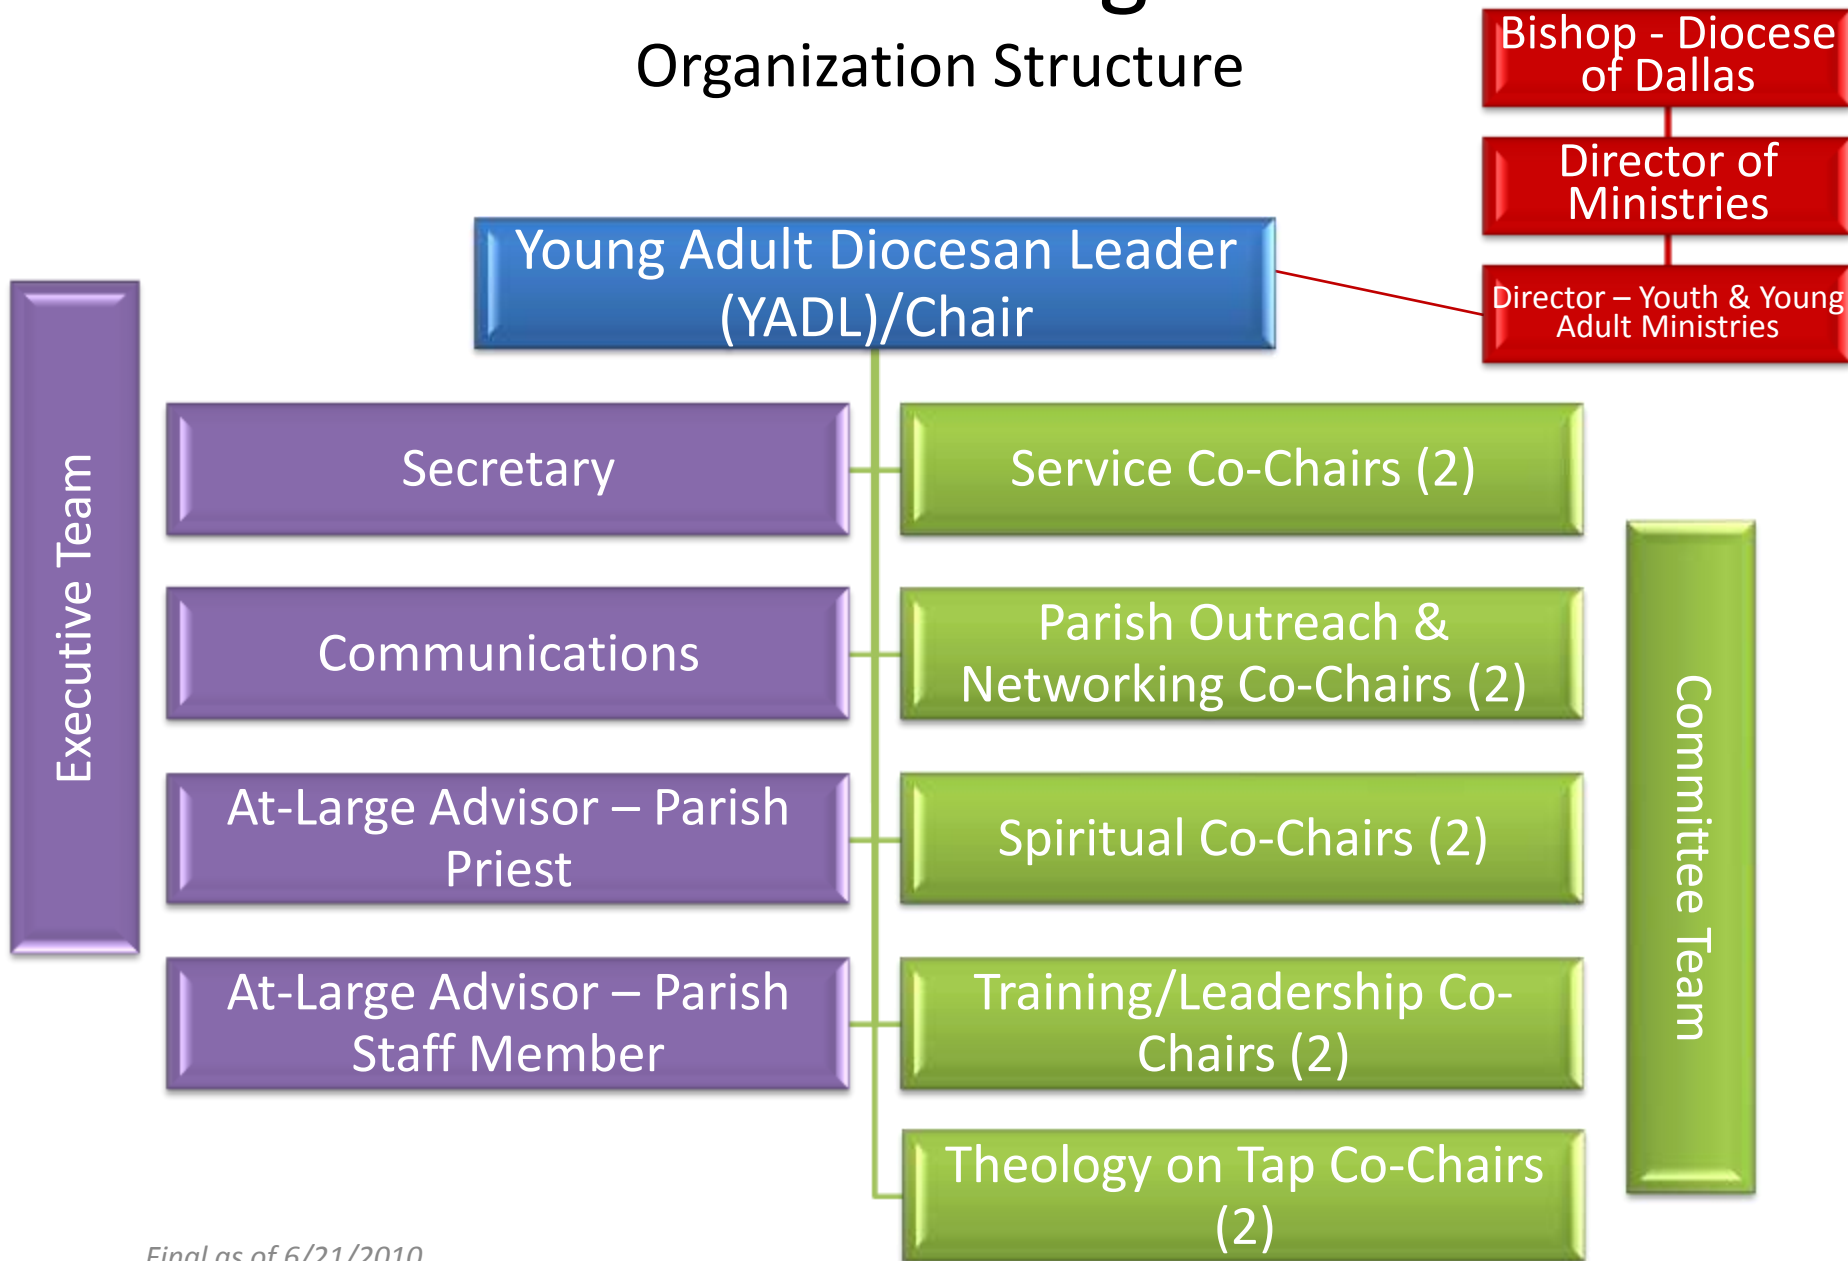 Organization Structure
Bishop - Diocese
of Dallas
Director of
Ministries
Director – Youth & Young
Adult Ministries
Young Adult Diocesan Leader
(YADL)/Chair
Executive Team
Secretary
Communications
At-Large Advisor – Parish
Priest
At-Large Advisor – Parish
Staff Member
Service Co-Chairs (2)
Parish Outreach &
Networking Co-Chairs (2)
Spiritual Co-Chairs (2)
Training/Leadership Co-
Chairs (2)
Theology on Tap Co-Chairs
(2)
Committee Team
Final as of 6/21/2010